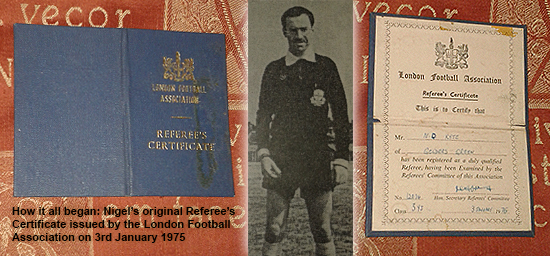 vecor
LONDON FOOTBALL
ASSOCIATION
REFEREE'S
CERTIFICATE
How it all began: Nigel's original Referee's
Certificate issued by the London Football
Association on 3rd January 1975
London Football Association
Referee's Certificate
This is to Certify that
Mr.
of
has been registered as a duly qualified
Referee, having been Examined by the
Referees' Committee of this Association
Hon. Secretary Referees' Committee
No.
Class